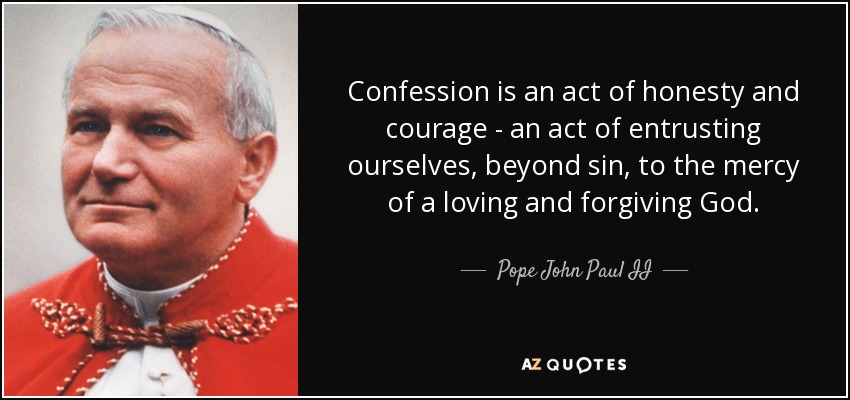 Confession is an act of honesty and
courage - an act of entrusting
ourselves, beyond sin, to the mercy
of a loving and forgiving God.
Pope John Paul II
AZ QUOTES